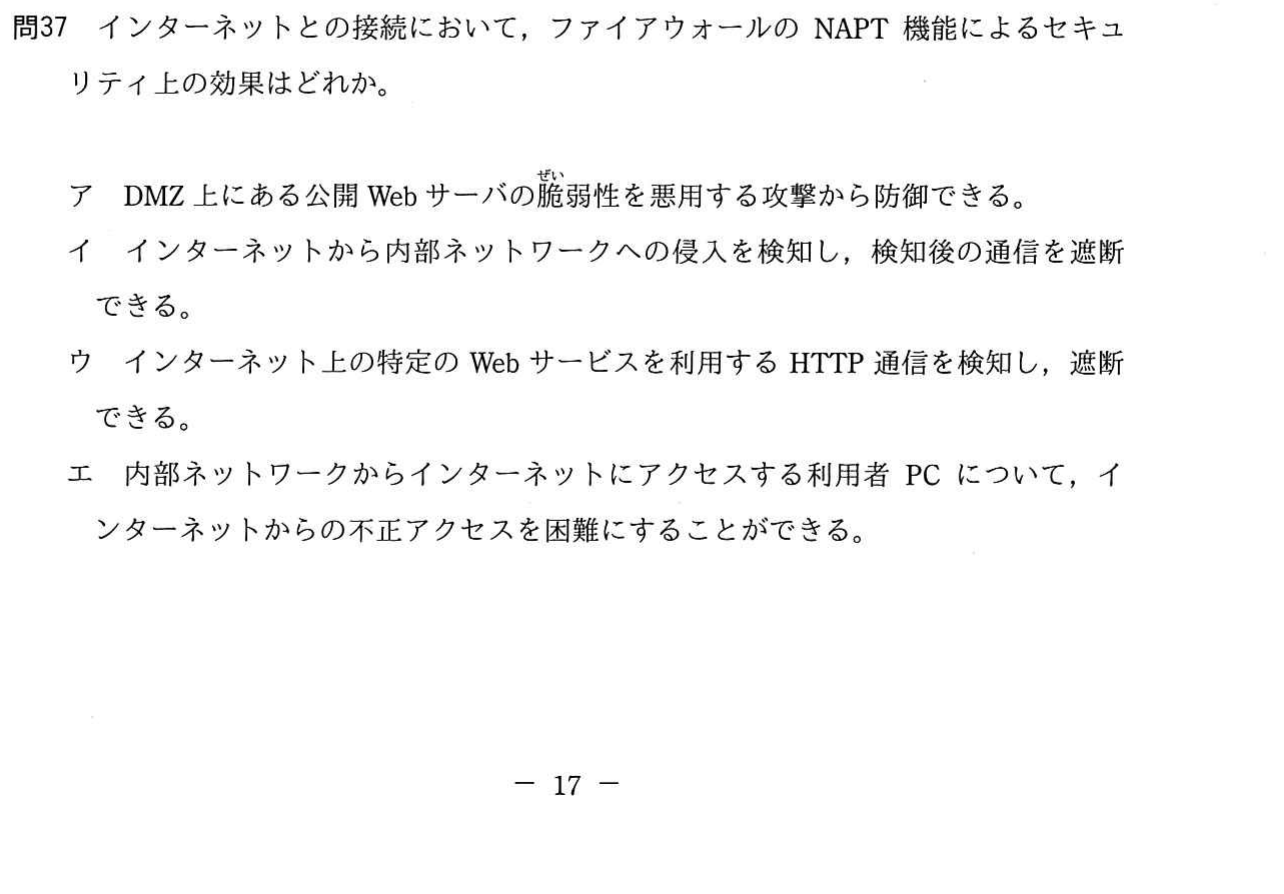 問37 インターネットとの接続において，ファイアウォールの NAPT 機能によるセキュ
リティ上の効果はどれか。
ア DMZ 上にある公開 Web サーバの脆弱性を悪用する攻撃から防御できる。
ぜい
イ インターネットから内部ネットワークへの侵入を検知し，検知後の通信を遮断
できる。
ウ インターネット上の特定の Web サービスを利用する HTTP 通信を検知し，遮断
できる。
エ 内部ネットワークからインターネットにアクセスする利用者 PC について，イ
ンターネットからの不正アクセスを困難にすることができる。
－ 17 －